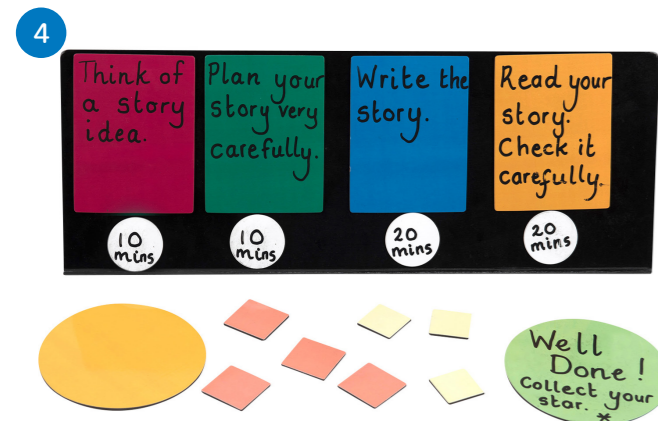 4
Think of
a story
idea.
Plan your
story very
carefully.
Write the
story.
Read your
story.
Check it
carefully.
10
mins
10
mins
20
mins
20
mins
Well
Done!
Collect your
star. *